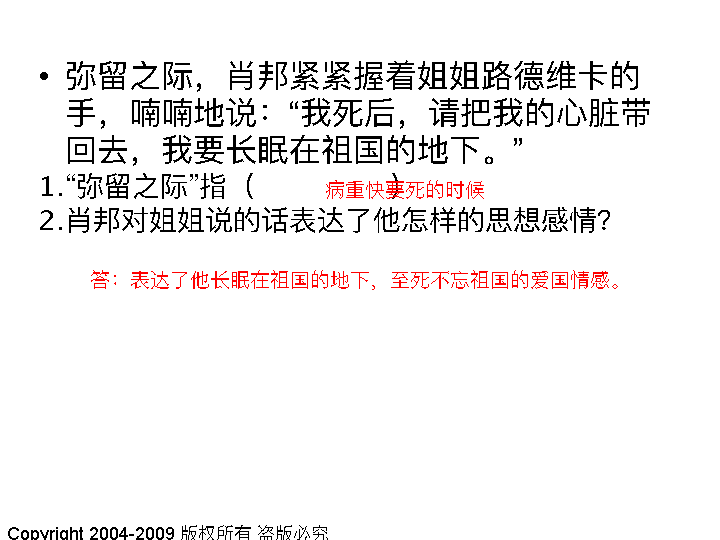 • 弥留之际，肖邦紧紧握着姐姐路德维卡的
手，喃喃地说：“我死后，请把我的心脏带
回去，我要长眠在祖国的地下。”
1.“弥留之际”指（病重快要死的时候）
2.肖邦对姐姐说的话表达了他怎样的思想感情？
答：表达了他长眠在祖国的地下，至死不忘祖国的爱国情感。
Copyright 2004-2009 版权所有 盗版必究